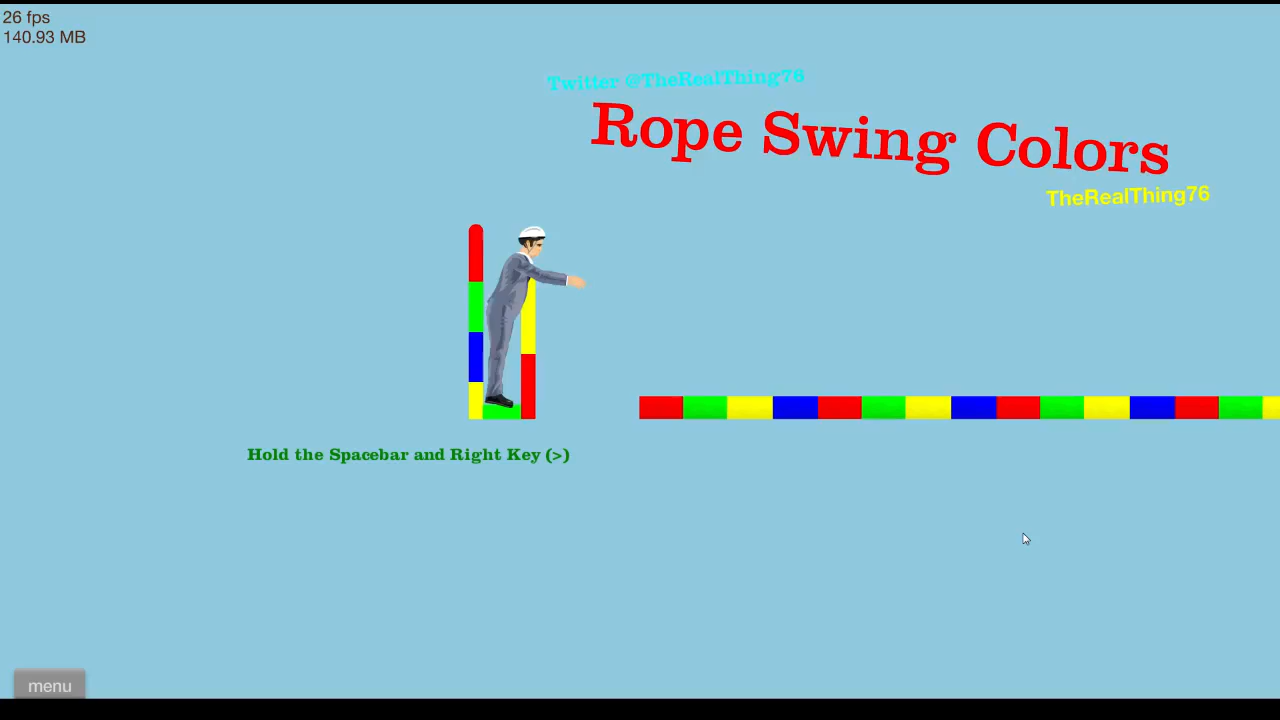 26 fps
140.93 MB
Twitter @TheRealThing76
Rope Swing Colors
TheRealThing76
Hold the Spacebar and Right Key (>)
menu